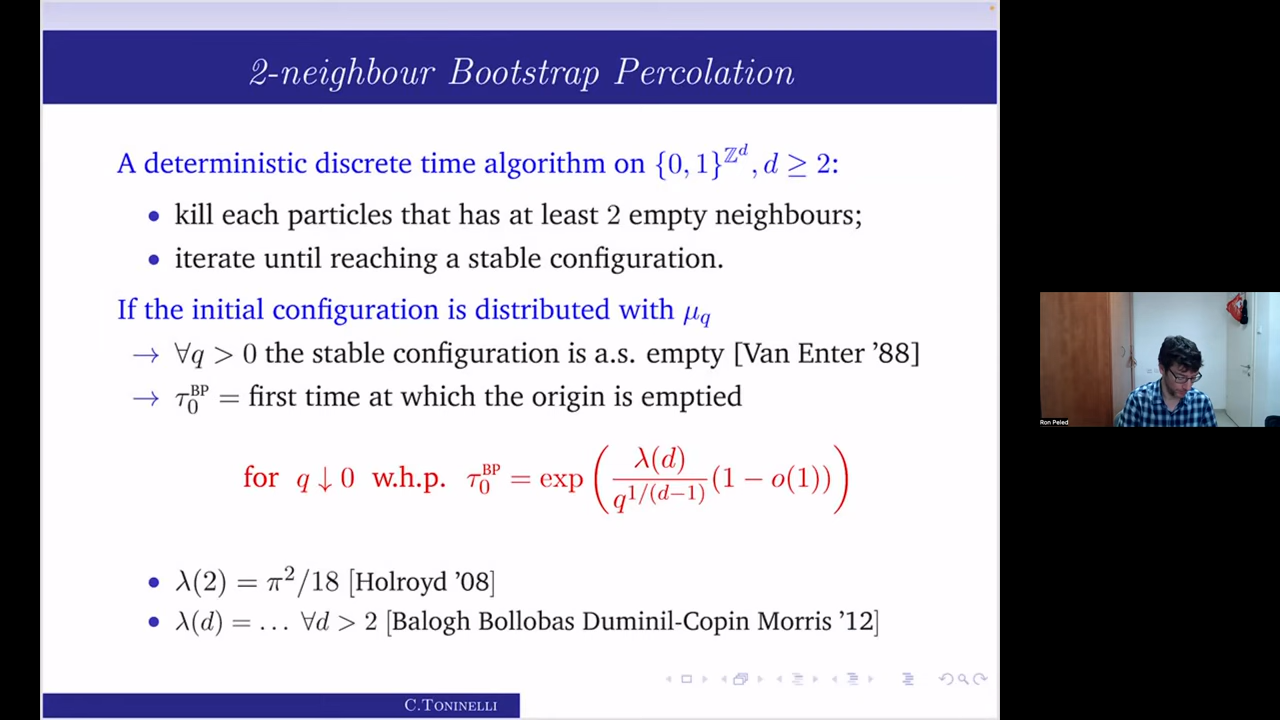 2-neighbour Bootstrap Percolation
A deterministic discrete time algorithm on {0, 1}^{ℤ^d}, d ≥ 2:
• kill each particles that has at least 2 empty neighbours;
• iterate until reaching a stable configuration.
If the initial configuration is distributed with μ_q
→ ∀q > 0 the stable configuration is a.s. empty [Van Enter '88]
→ τ_0^{BP} = first time at which the origin is emptied
for q ↓ 0 w.h.p. τ_0^{BP} = exp(λ(d)/q^{1/(d−1)} (1 − o(1)))
• λ(2) = π²/18 [Holroyd '08]
• λ(d) = … ∀d > 2 [Balogh Bollobas Duminil-Copin Morris '12]
C.Toninelli
Ron Peled